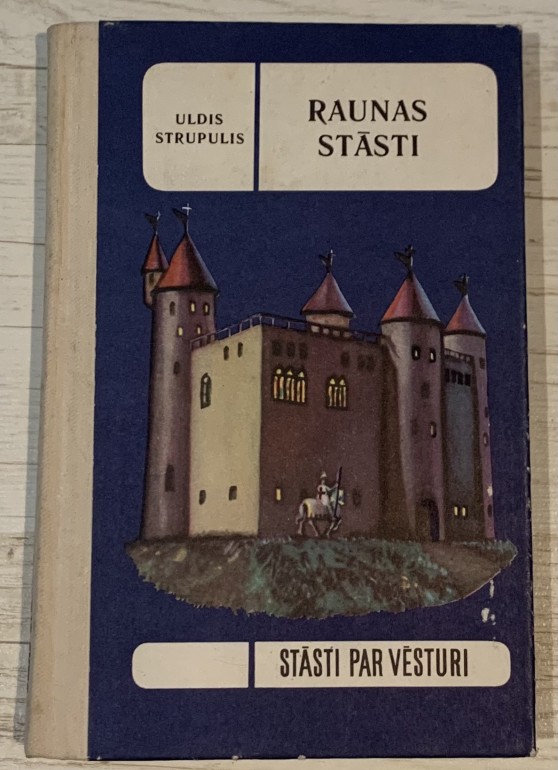 ULDIS
STRUPULIS
RAUNAS
STĀSTI
STĀSTI PAR VĒSTURI